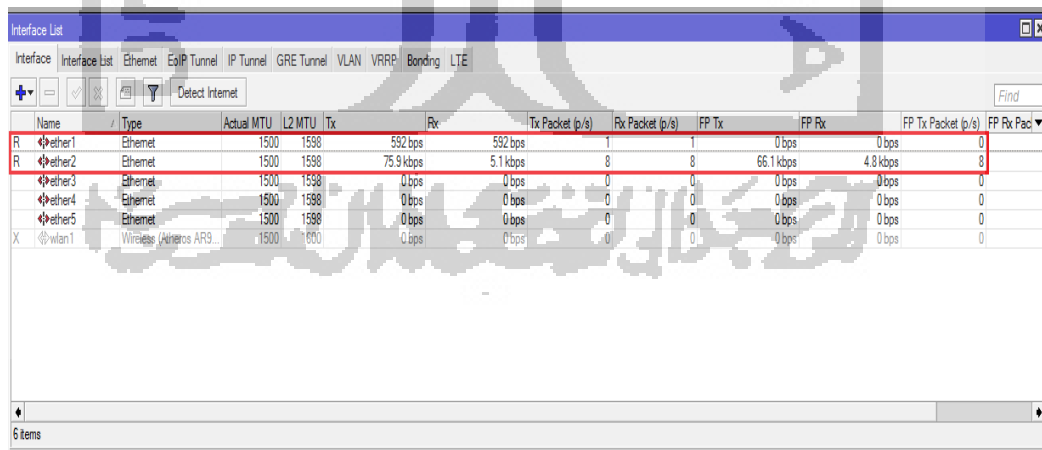 Interface List
Interface Interface List Ethernet EoIP Tunnel IP Tunnel GRE Tunnel VLAN VRRP Bonding LTE
Detect Internet Find
Name / Type Actual MTU L2 MTU Tx Rx Tx Packet (p/s) Rx Packet (p/s) FP Tx FP Rx FP Tx Packet (p/s) FP Rx Pac
R ether1 Ethernet 1500 1598 592 bps 592 bps 1 1 0 bps 0 bps 0
R ether2 Ethernet 1500 1598 75.9 kbps 5.1 kbps 8 8 66.1 kbps 4.8 kbps 8
ether3 Ethernet 1500 1598 0 bps 0 bps 0 0 0 bps 0 bps 0
ether4 Ethernet 1500 1598 0 bps 0 bps 0 0 0 bps 0 bps 0
ether5 Ethernet 1500 1598 0 bps 0 bps 0 0 0 bps 0 bps 0
X wlan1 Wireless (Atheros AR9... 1500 1600 0 bps 0 bps 0 0 0 bps 0 bps 0
6 items